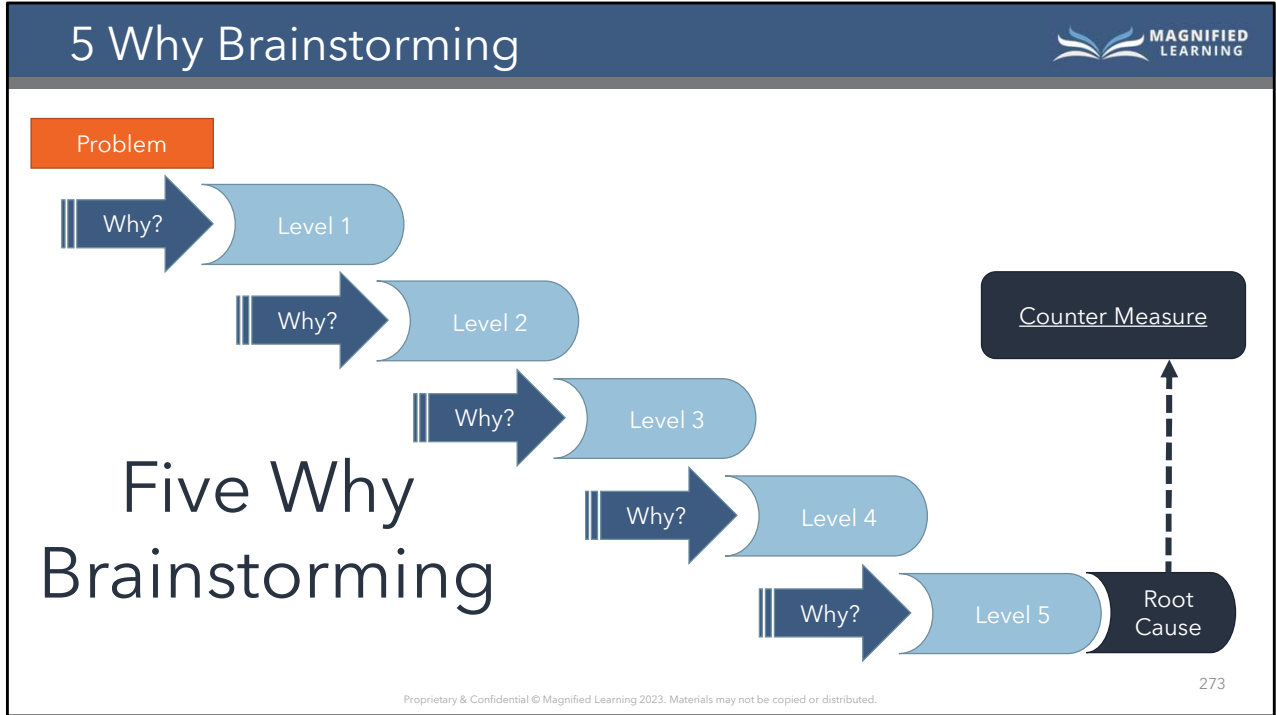 5 Why Brainstorming
MAGNIFIED
LEARNING
Problem
Why?
Level 1
Why?
Level 2
Counter Measure
Why?
Level 3
Five Why
Brainstorming
Why?
Level 4
Why?
Level 5
Root
Cause
273
Proprietary & Confidential © Magnified Learning 2023. Materials may not be copied or distributed.